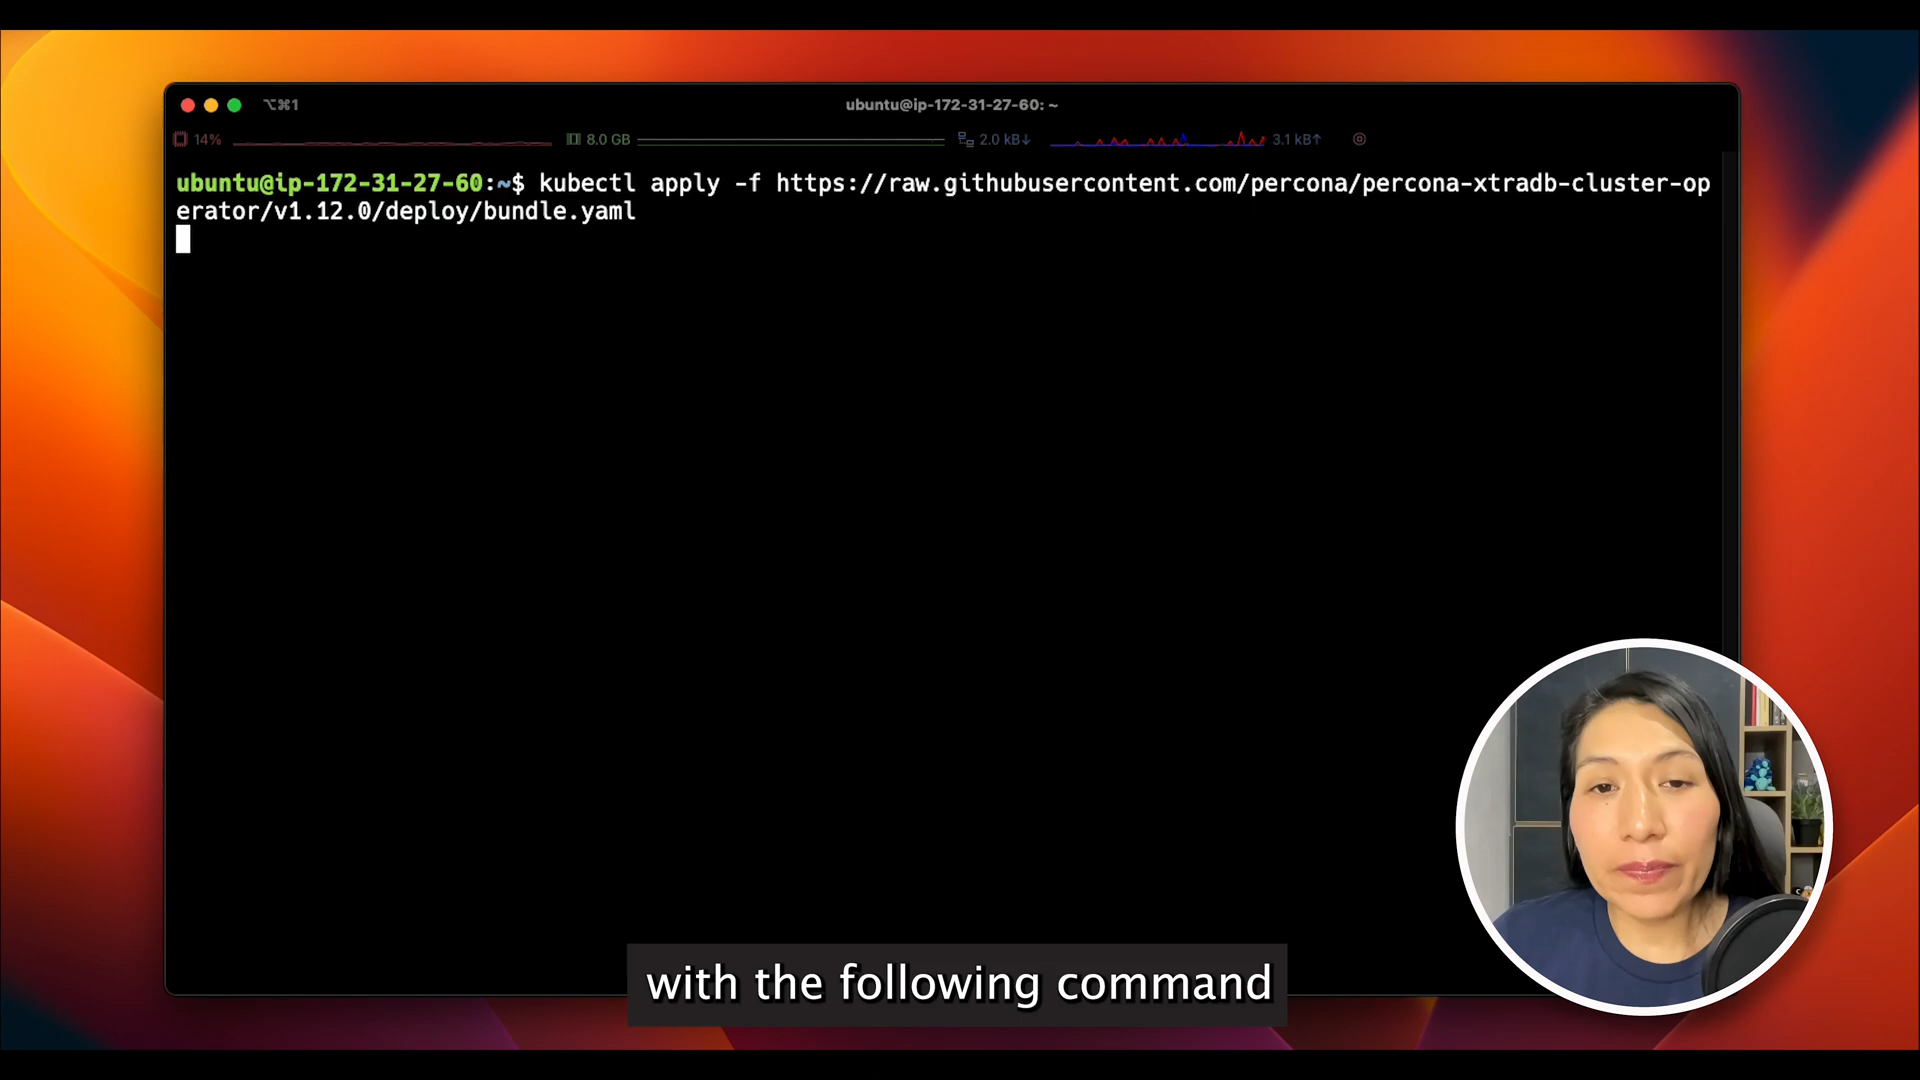 ⌥⌘1
ubuntu@ip-172-31-27-60: ~
14%
8.0 GB
2.0 kB↓
3.1 kB↑
ubuntu@ip-172-31-27-60:~$ kubectl apply -f https://raw.githubusercontent.com/percona/percona-xtradb-cluster-op
erator/v1.12.0/deploy/bundle.yaml
with the following command